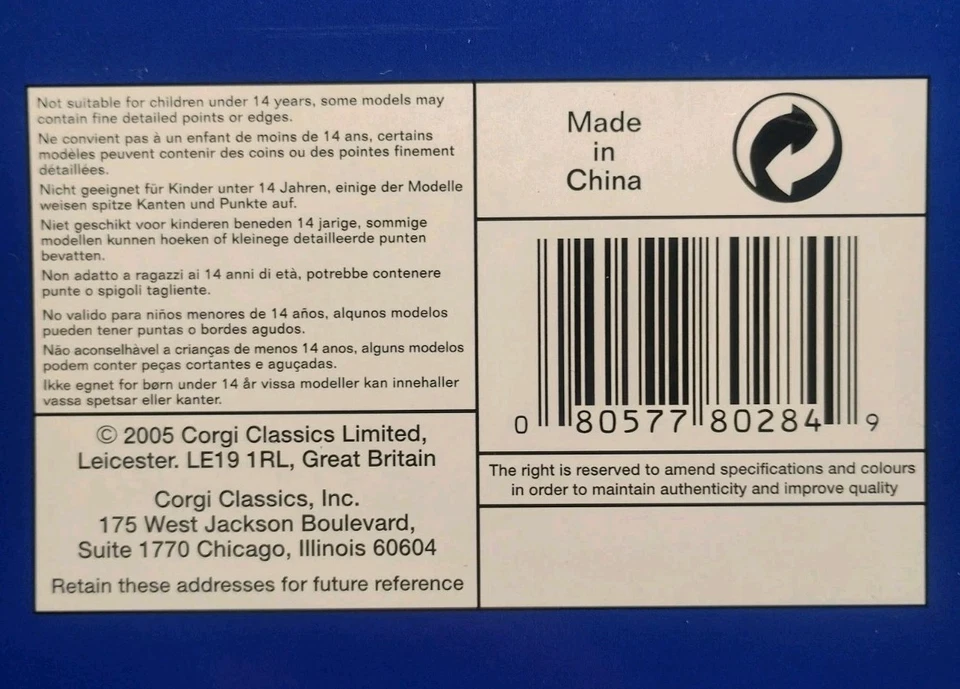 Not suitable for children under 14 years, some models may
contain fine detailed points or edges.
Ne convient pas à un enfant de moins de 14 ans, certains
modèles peuvent contenir des coins ou des pointes finement
détaillées.
Nicht geeignet für Kinder unter 14 Jahren, einige der Modelle
weisen spitze Kanten und Punkte auf.
Niet geschikt voor kinderen beneden 14 jarige, sommige
modellen kunnen hoeken of kleinege detailleerde punten
bevatten.
Non adatto a ragazzi ai 14 anni di età, potrebbe contenere
punte o spigoli tagliente.
No valido para niños menores de 14 años, alqunos modelos
pueden tener puntas o bordes agudos.
Não aconselhàvel a crianças de menos 14 anos, alguns modelos
podem conter peças cortantes e aguçadas.
Ikke egnet for børn under 14 år vissa modeller kan innehaller
vassa spetsar eller kanter.
© 2005 Corgi Classics Limited,
Leicester. LE19 1RL, Great Britain
Corgi Classics, Inc.
175 West Jackson Boulevard,
Suite 1770 Chicago, Illinois 60604
Retain these addresses for future reference
Made
in
China
0 80577 80284 9
The right is reserved to amend specifications and colours
in order to maintain authenticity and improve quality